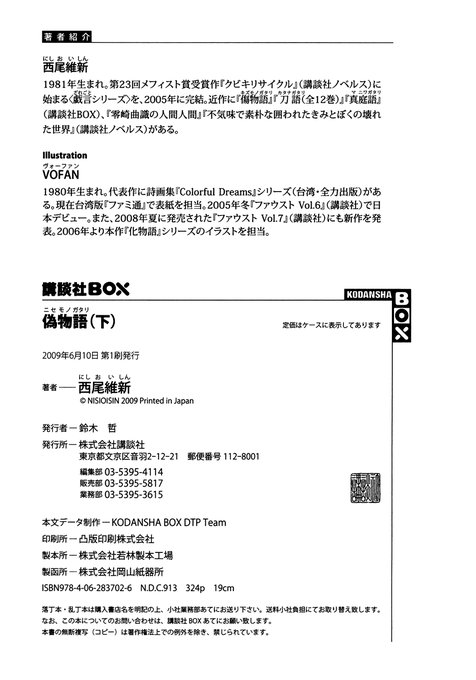 著者紹介
にしおいしん
西尾維新
1981年生まれ。第23回メフィスト賞受賞作『クビキリサイクル』(講談社ノベルス)に
ざれごと キズモノガタリ カタナガタリ マニワガタリ
始まる〈戯言シリーズ〉を、2005年に完結。近作に『傷物語』『刀語(全12巻)』『真庭語』
(講談社BOX)、『零崎曲識の人間人間』『不気味で素朴な囲われたきみとぼくの壊れ
た世界』(講談社ノベルス)がある。
Illustration
ヴォーファン
VOFAN
1980年生まれ。代表作に詩画集『Colorful Dreams』シリーズ(台湾・全力出版)があ
る。現在台湾版『ファミ通』で表紙を担当。2005年冬『ファウスト Vol.6』(講談社)で日
本デビュー。また、2008年夏に発売された『ファウスト Vol.7』(講談社)にも新作を発
表。2006年より本作『化物語』シリーズのイラストを担当。
講談社BOX
KODANSHA BOX
ニセモノガタリ
偽物語(下)
定価はケースに表示してあります
2009年6月10日 第1刷発行
にしおいしん
著者 ― 西尾維新
© NISIOISIN 2009 Printed in Japan
発行者 ― 鈴木 哲
発行所 ― 株式会社講談社
東京都文京区音羽2-12-21 郵便番号 112-8001
編集部 03-5395-4114
販売部 03-5395-5817
業務部 03-5395-3615
本文データ制作 ― KODANSHA BOX DTP Team
印刷所 ― 凸版印刷株式会社
製本所 ― 株式会社若林製本工場
製函所 ― 株式会社岡山紙器所
ISBN978-4-06-283702-6 N.D.C.913 324p 19cm
落丁本・乱丁本は購入書店名を明記の上、小社業務部あてにお送り下さい。送料小社負担にてお取り替え致します。
なお、この本についてのお問い合わせは、講談社 BOX あてにお願い致します。
本書の無断複写(コピー)は著作権法上での例外を除き、禁じられています。